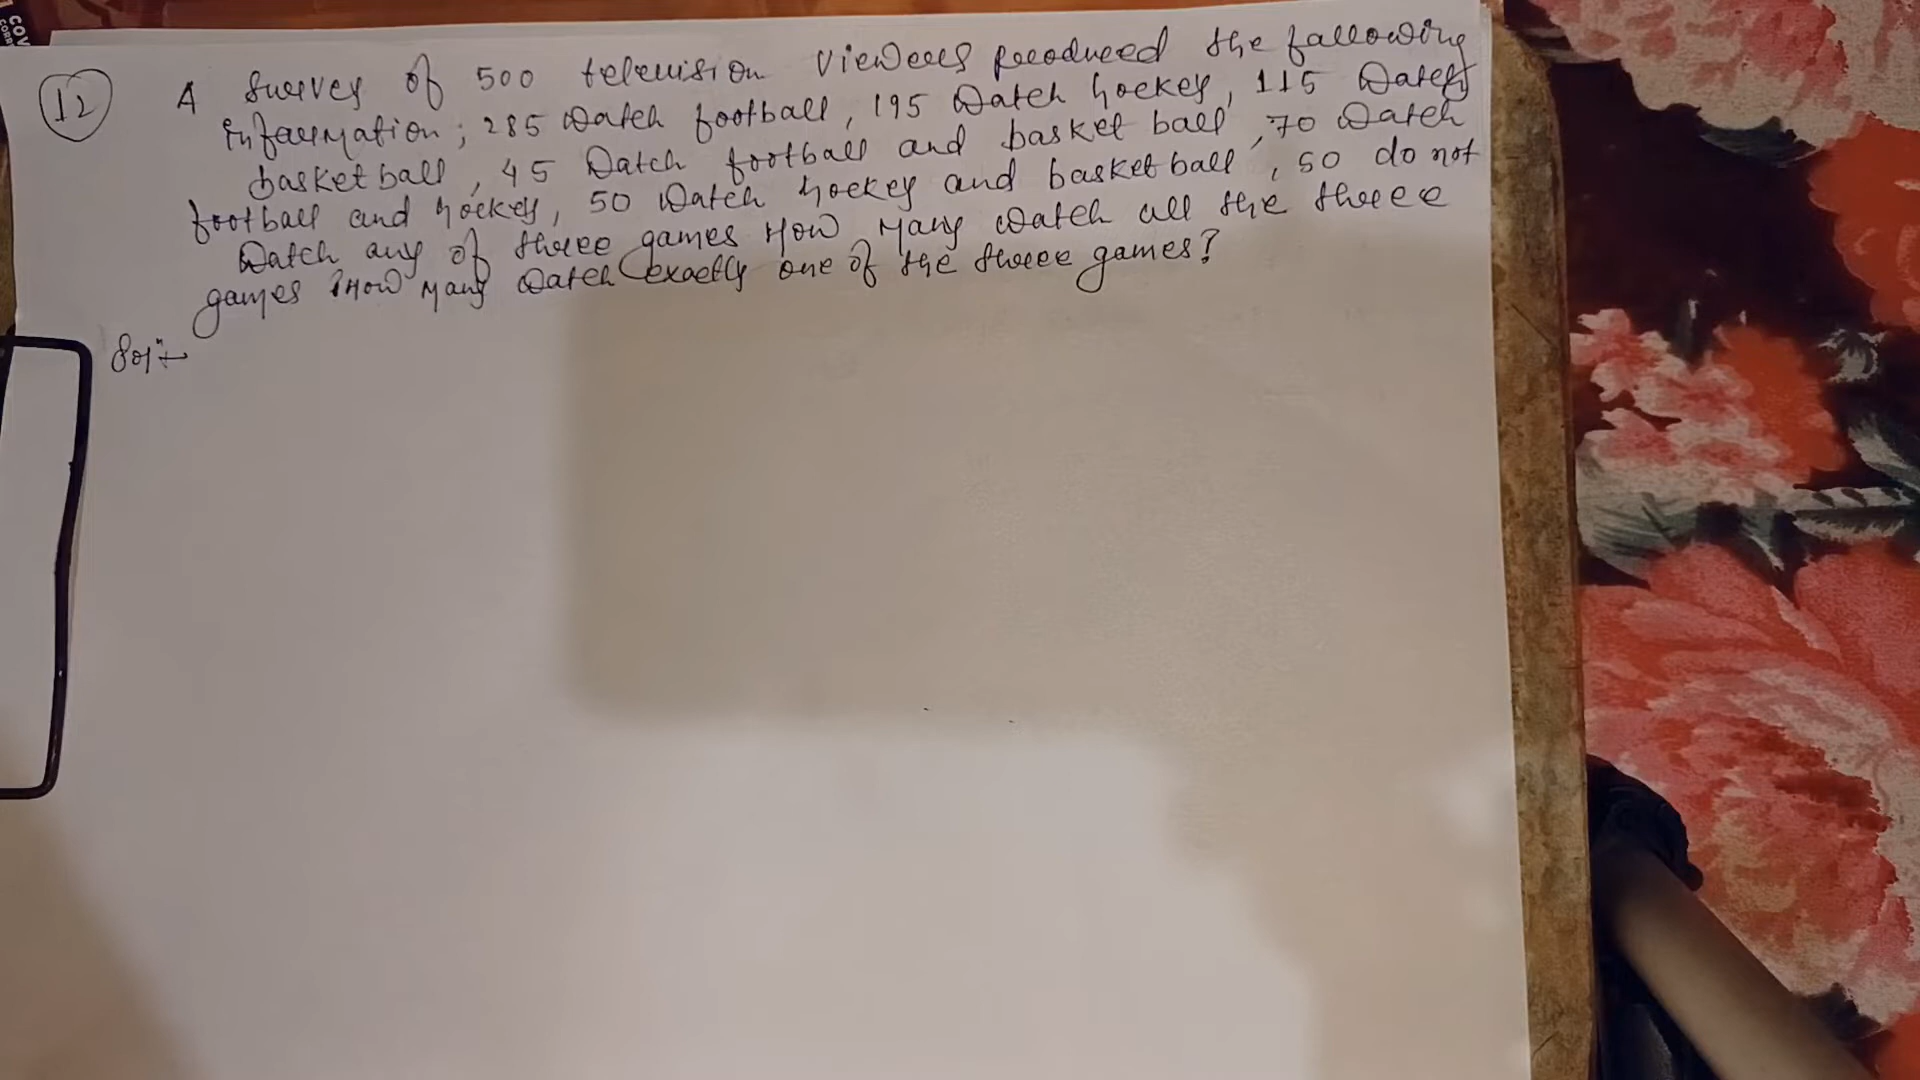 12
A survey of 500 television viewers produced the following
information; 285 watch football, 195 watch hockey, 115 watch
basket ball, 45 watch football and basket ball, 70 watch
football and hockey, 50 watch hockey and basket ball, 50 do not
watch any of three games How many watch all the three
games ? How many watch exactly one of the three games?
Solⁿ:-
COV